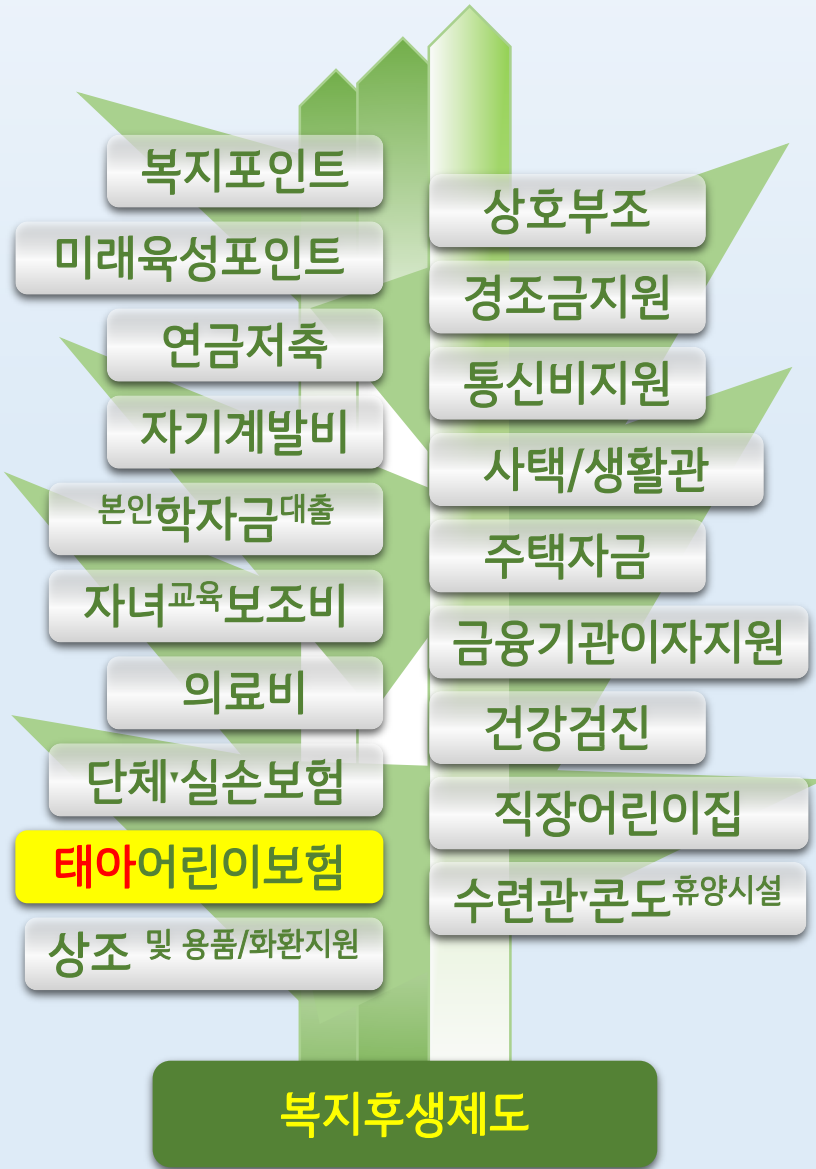 복지포인트
미래육성포인트
연금저축
자기계발비
본인학자금대출
자녀교육보조비
의료비
단체▾실손보험
태아어린이보험
상조 및 용품/화환지원
상호부조
경조금지원
통신비지원
사택/생활관
주택자금
금융기관이자지원
건강검진
직장어린이집
수련관▾콘도휴양시설
복지후생제도